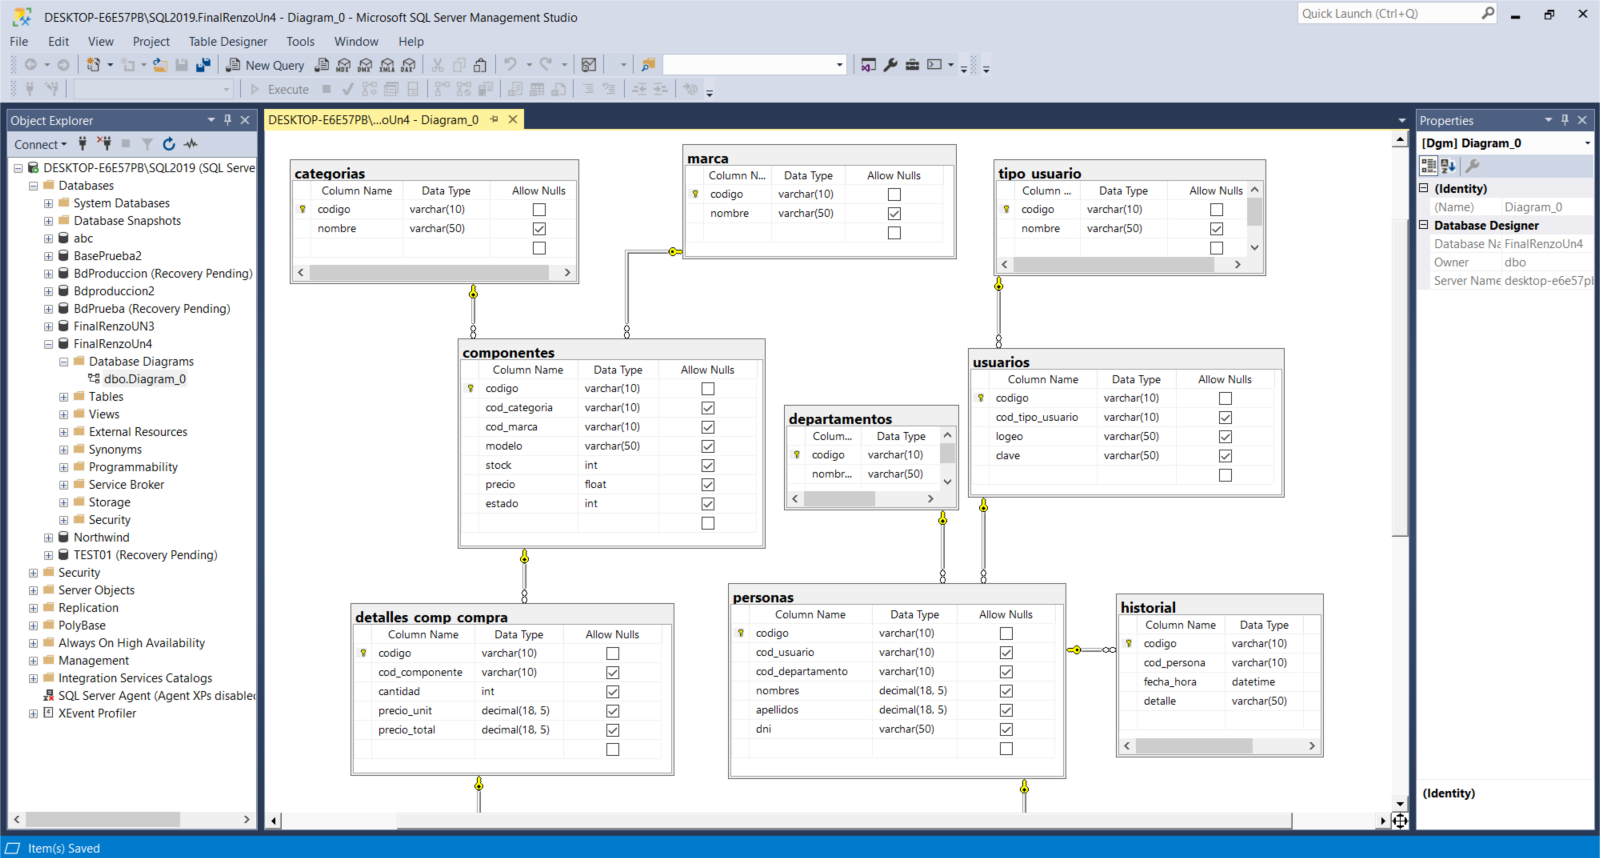 DESKTOP-E6E57PB\SQL2019.FinalRenzoUn4 - Diagram_0 - Microsoft SQL Server Management Studio
Quick Launch (Ctrl+Q)
File Edit View Project Table Designer Tools Window Help
New Query MDX DMX XMLA DAX
Execute
Object Explorer
Connect
DESKTOP-E6E57PB\SQL2019 (SQL Serve
Databases
System Databases
Database Snapshots
abc
BasePrueba2
BdProduccion (Recovery Pending)
Bdproduccion2
BdPrueba (Recovery Pending)
FinalRenzoUN3
FinalRenzoUn4
Database Diagrams
dbo.Diagram_0
Tables
Views
External Resources
Synonyms
Programmability
Service Broker
Storage
Security
Northwind
TEST01 (Recovery Pending)
Security
Server Objects
Replication
PolyBase
Always On High Availability
Management
Integration Services Catalogs
SQL Server Agent (Agent XPs disable
XEvent Profiler
DESKTOP-E6E57PB\...oUn4 - Diagram_0
categorias
Column Name Data Type Allow Nulls
codigo varchar(10)
nombre varchar(50)
marca
Column N... Data Type Allow Nulls
codigo varchar(10)
nombre varchar(50)
tipo_usuario
Column ... Data Type Allow Nulls
codigo varchar(10)
nombre varchar(50)
componentes
Column Name Data Type Allow Nulls
codigo varchar(10)
cod_categoria varchar(10)
cod_marca varchar(10)
modelo varchar(50)
stock int
precio float
estado int
departamentos
Colum... Data Type
codigo varchar(10)
nombr... varchar(50)
usuarios
Column Name Data Type Allow Nulls
codigo varchar(10)
cod_tipo_usuario varchar(10)
logeo varchar(50)
clave varchar(50)
detalles_comp_compra
Column Name Data Type Allow Nulls
codigo varchar(10)
cod_componente varchar(10)
cantidad int
precio_unit decimal(18, 5)
precio_total decimal(18, 5)
personas
Column Name Data Type Allow Nulls
codigo varchar(10)
cod_usuario varchar(10)
cod_departamento varchar(10)
nombres decimal(18, 5)
apellidos decimal(18, 5)
dni varchar(50)
historial
Column Name Data Type
codigo varchar(10)
cod_persona varchar(10)
fecha_hora datetime
detalle varchar(50)
Properties
[Dgm] Diagram_0
(Identity)
(Name) Diagram_0
Database Designer
Database Na FinalRenzoUn4
Owner dbo
Server Name desktop-e6e57pl
(Identity)
Item(s) Saved